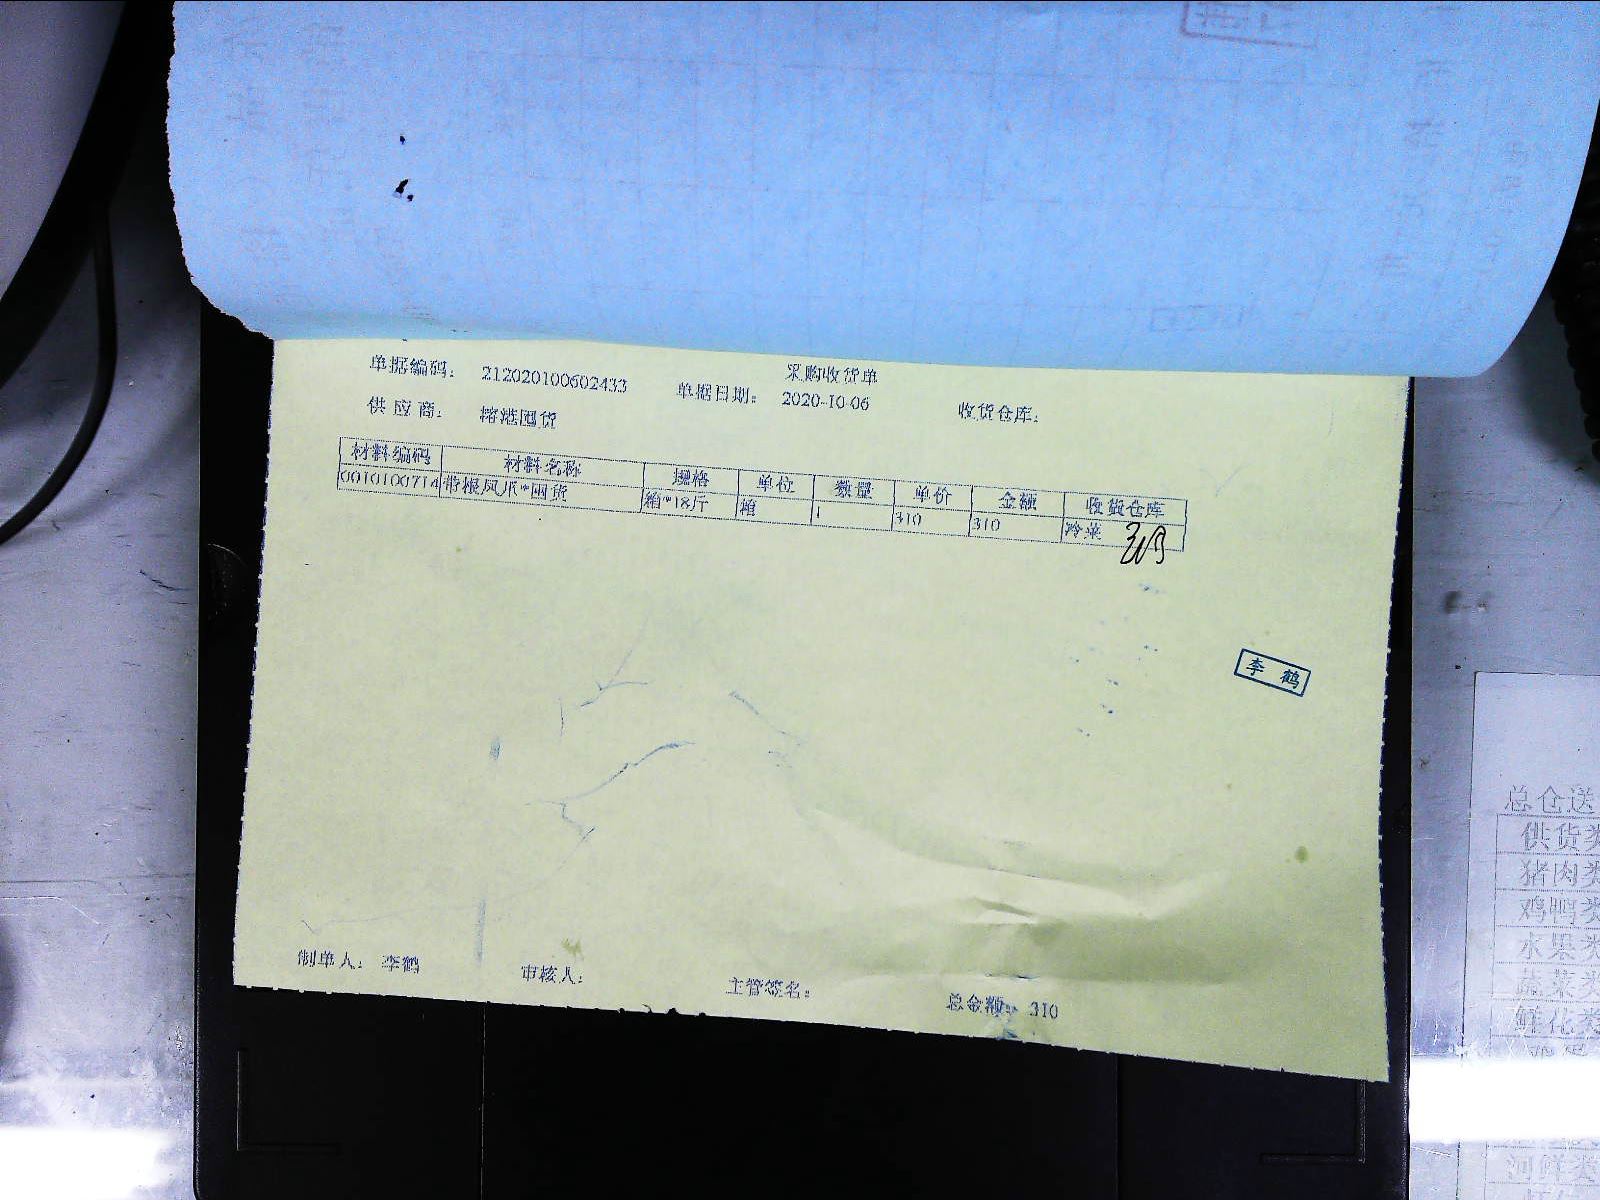 采购收货单
单据编码: 212020100602433 单据日期: 2020-10-06 收货仓库:
供应商: 榕港囤货
材料编码 材料名称 规格 单位 数量 单价 金额 收货仓库
0010100714 带根凤爪*囤货 箱*18斤 箱 1 310 310 冷菜
李鹤
制单人: 李鹤 审核人: 主管签名: 总金额: 310
总仓送
供货类
猪肉类
鸡鸭类
水果类
蔬菜类
鲜花类
河鲜类